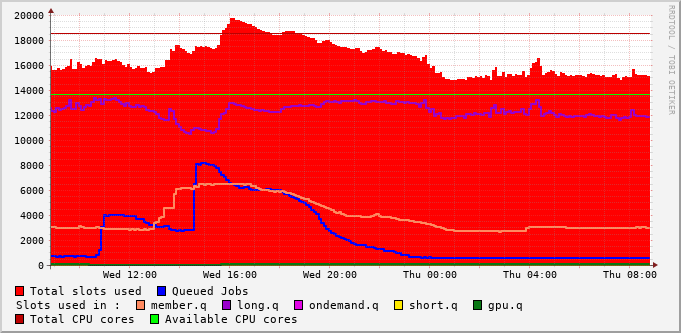 20000
18000
16000
14000
12000
10000
8000
6000
4000
2000
0
Wed 12:00 Wed 16:00 Wed 20:00 Thu 00:00 Thu 04:00 Thu 08:00
Total slots used Queued Jobs
Slots used in : member.q long.q ondemand.q short.q gpu.q
Total CPU cores Available CPU cores
RRDTOOL / TOBI OETIKER